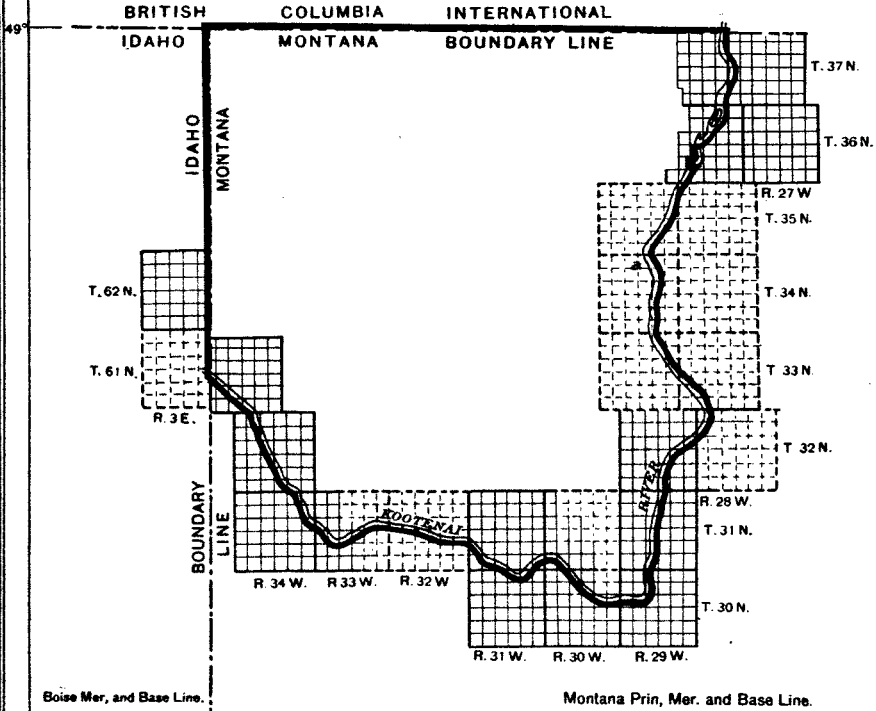 BRITISH COLUMBIA INTERNATIONAL
49°
IDAHO MONTANA BOUNDARY LINE
T. 37 N.
IDAHO
MONTANA
T. 36 N.
R. 27 W
T. 35 N.
T. 62 N.
T. 34 N.
T. 61 N.
T. 33 N.
R. 3 E.
T 32 N.
RIVER
R. 28 W.
BOUNDARY
LINE
KOOTENAI
T. 31 N.
R. 34 W. R 33 W. R. 32 W
T. 30 N.
R. 31 W. R. 30 W. R. 29 W.
Boise Mer, and Base Line.
Montana Prin, Mer. and Base Line.